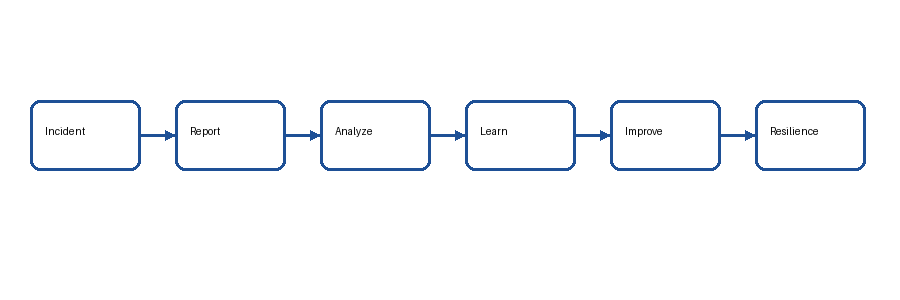 Incident
Report
Analyze
Learn
Improve
Resilience